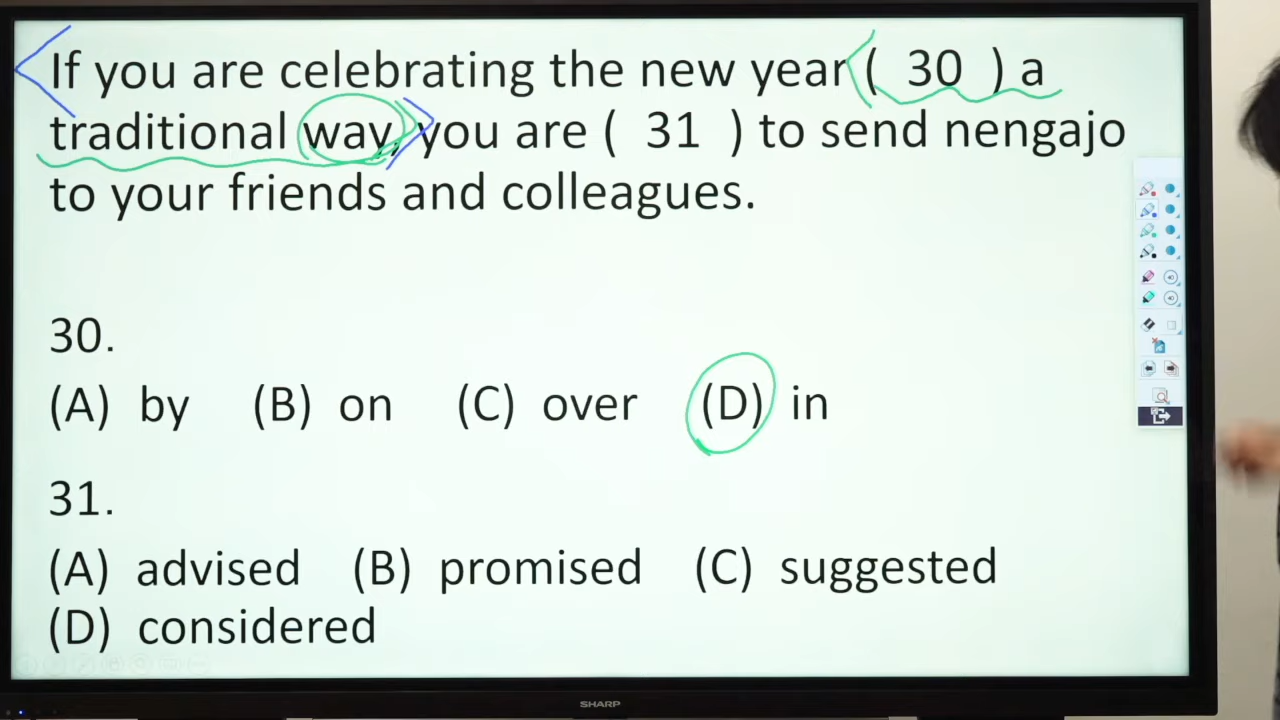 If you are celebrating the new year ( 30 ) a
traditional way, you are ( 31 ) to send nengajo
to your friends and colleagues.
30.
(A) by (B) on (C) over (D) in
31.
(A) advised (B) promised (C) suggested
(D) considered
SHARP